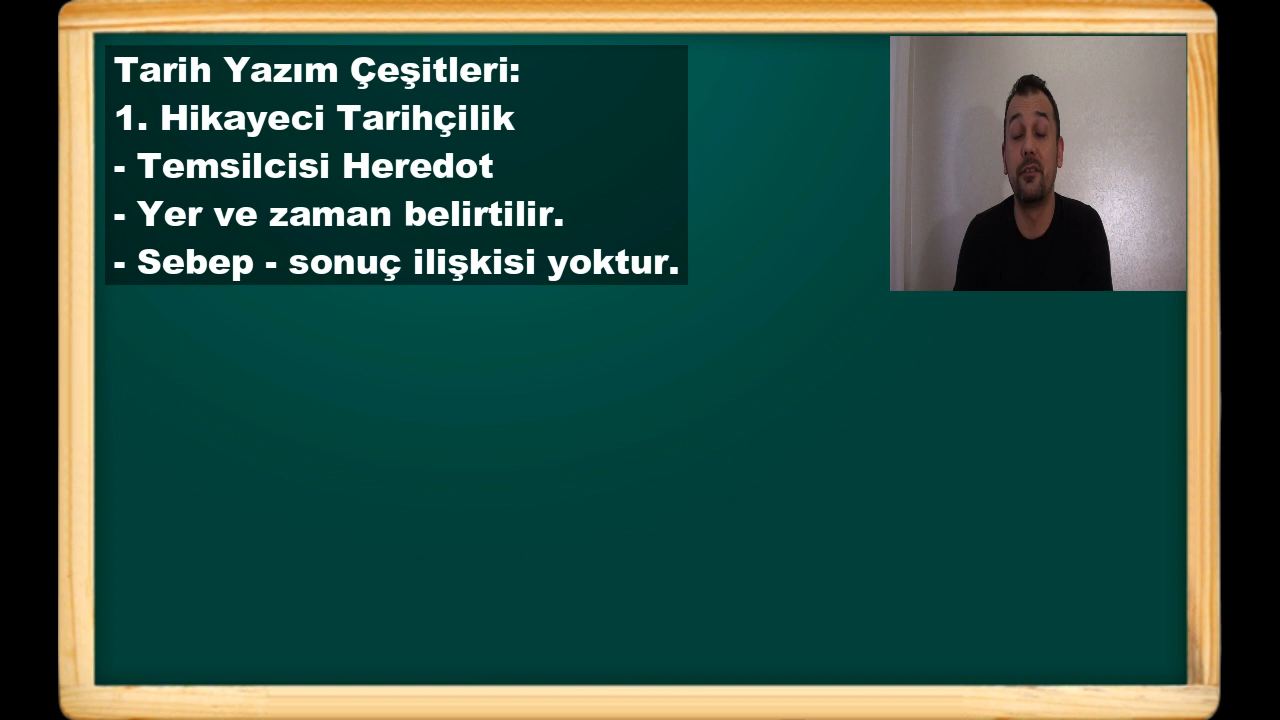 Tarih Yazım Çeşitleri:
1. Hikayeci Tarihçilik
- Temsilcisi Heredot
- Yer ve zaman belirtilir.
- Sebep - sonuç ilişkisi yoktur.